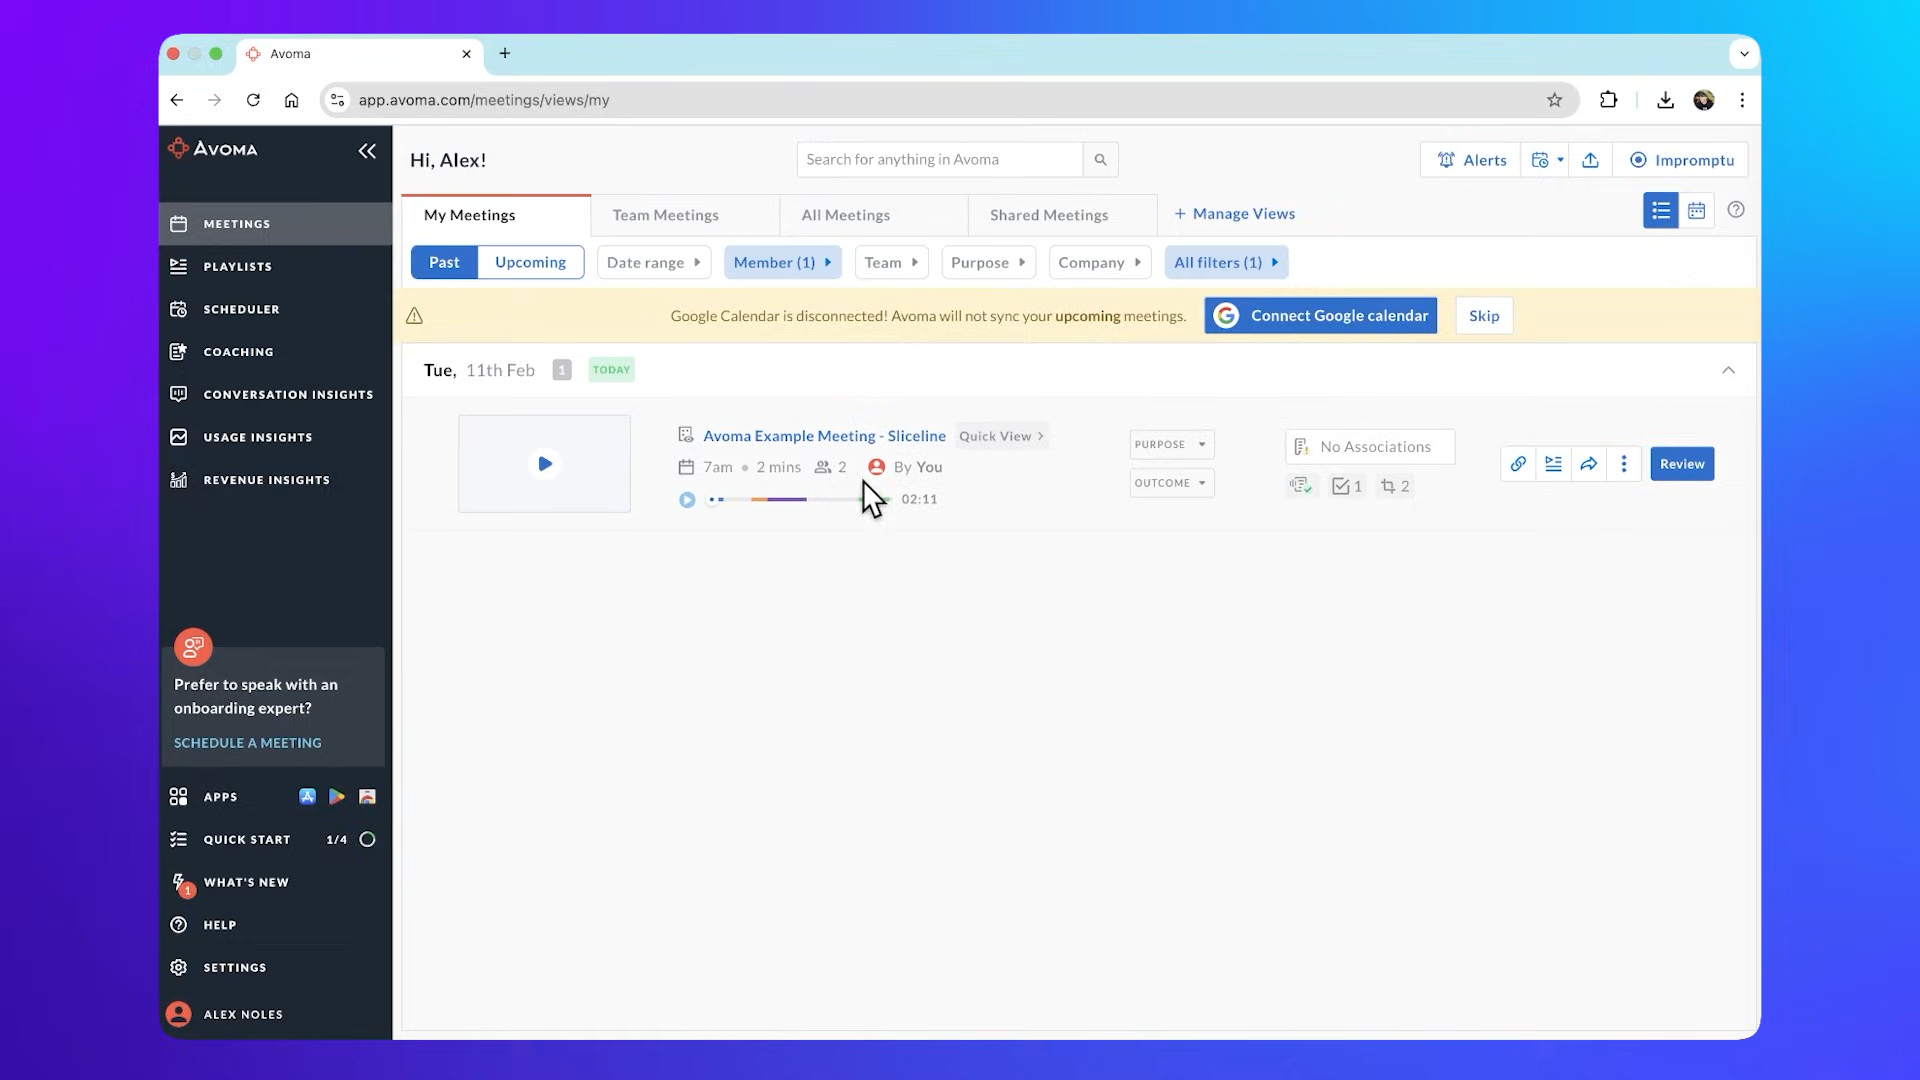 Avoma
app.avoma.com/meetings/views/my
AVOMA
Hi, Alex!
Search for anything in Avoma
Alerts
Impromptu
MEETINGS
PLAYLISTS
SCHEDULER
COACHING
CONVERSATION INSIGHTS
USAGE INSIGHTS
REVENUE INSIGHTS
Prefer to speak with an
onboarding expert?
SCHEDULE A MEETING
APPS
QUICK START 1/4
1
WHAT'S NEW
HELP
SETTINGS
ALEX NOLES
My Meetings
Team Meetings
All Meetings
Shared Meetings
+ Manage Views
Past
Upcoming
Date range
Member (1)
Team
Purpose
Company
All filters (1)
Google Calendar is disconnected! Avoma will not sync your upcoming meetings.
Connect Google calendar
Skip
Tue, 11th Feb 1 TODAY
Avoma Example Meeting - Sliceline
Quick View
7am • 2 mins 2 By You
02:11
PURPOSE
OUTCOME
No Associations
1
2
Review